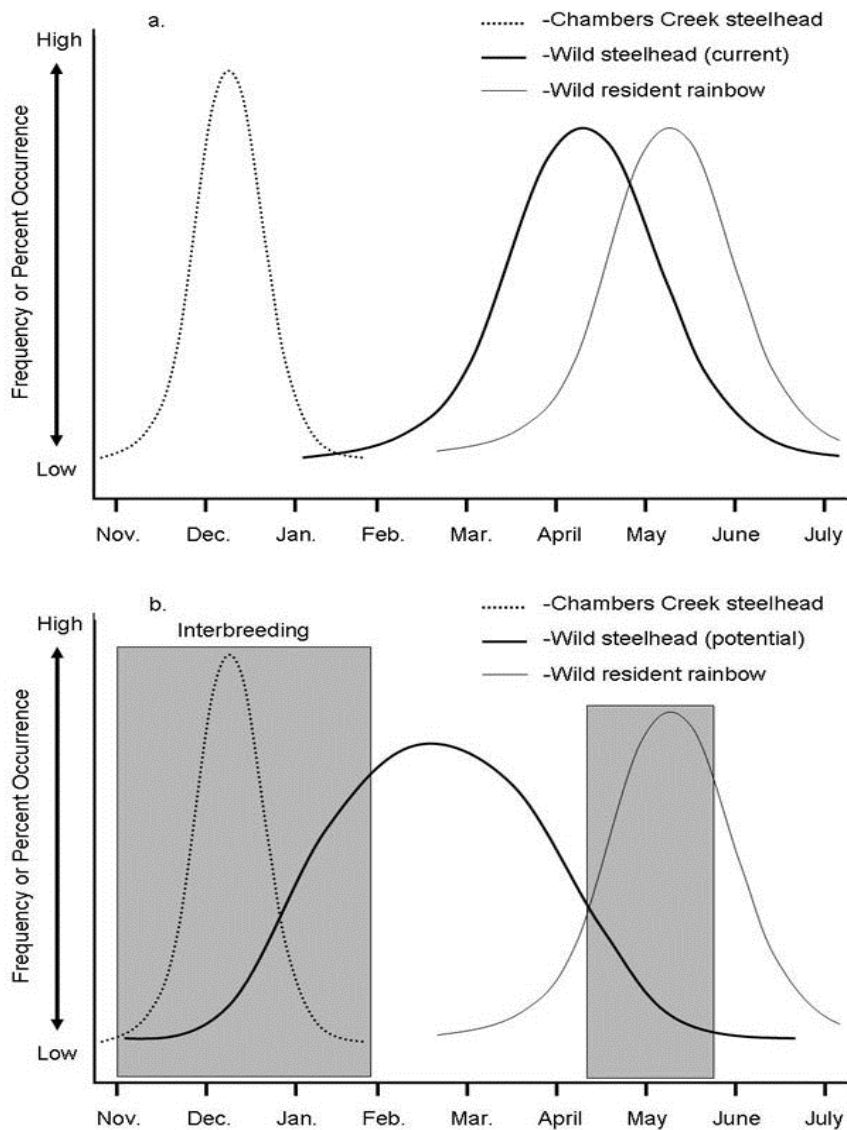 a.
High
-Chambers Creek steelhead
-Wild steelhead (current)
-Wild resident rainbow
Frequency or Percent Occurrence
Low
Nov. Dec. Jan. Feb. Mar. April May June July
b.
High
Interbreeding
-Chambers Creek steelhead
-Wild steelhead (potential)
-Wild resident rainbow
Frequency or Percent Occurrence
Low
Nov. Dec. Jan. Feb. Mar. April May June July